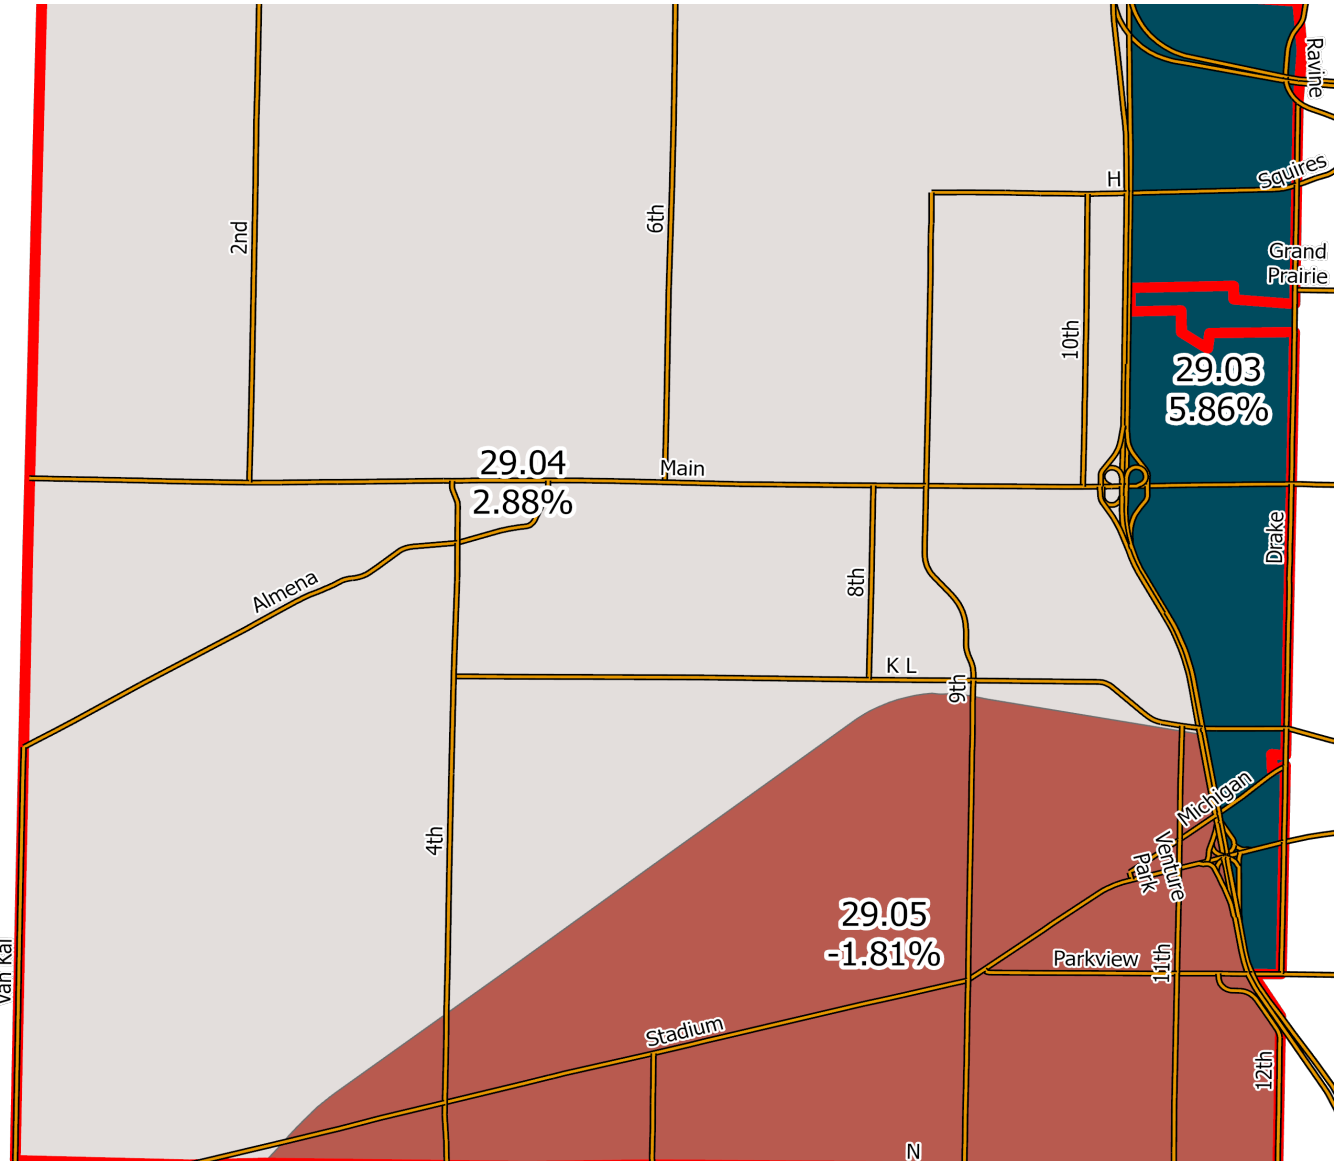 Ravine
H
Squires
2nd
6th
Grand
Prairie
10th
29.03
5.86%
29.04
2.88%
Main
Drake
8th
Almena
K L
9th
Michigan
4th
Venture
Park
29.05
-1.81%
Van Kal
Parkview
11th
Stadium
12th
N